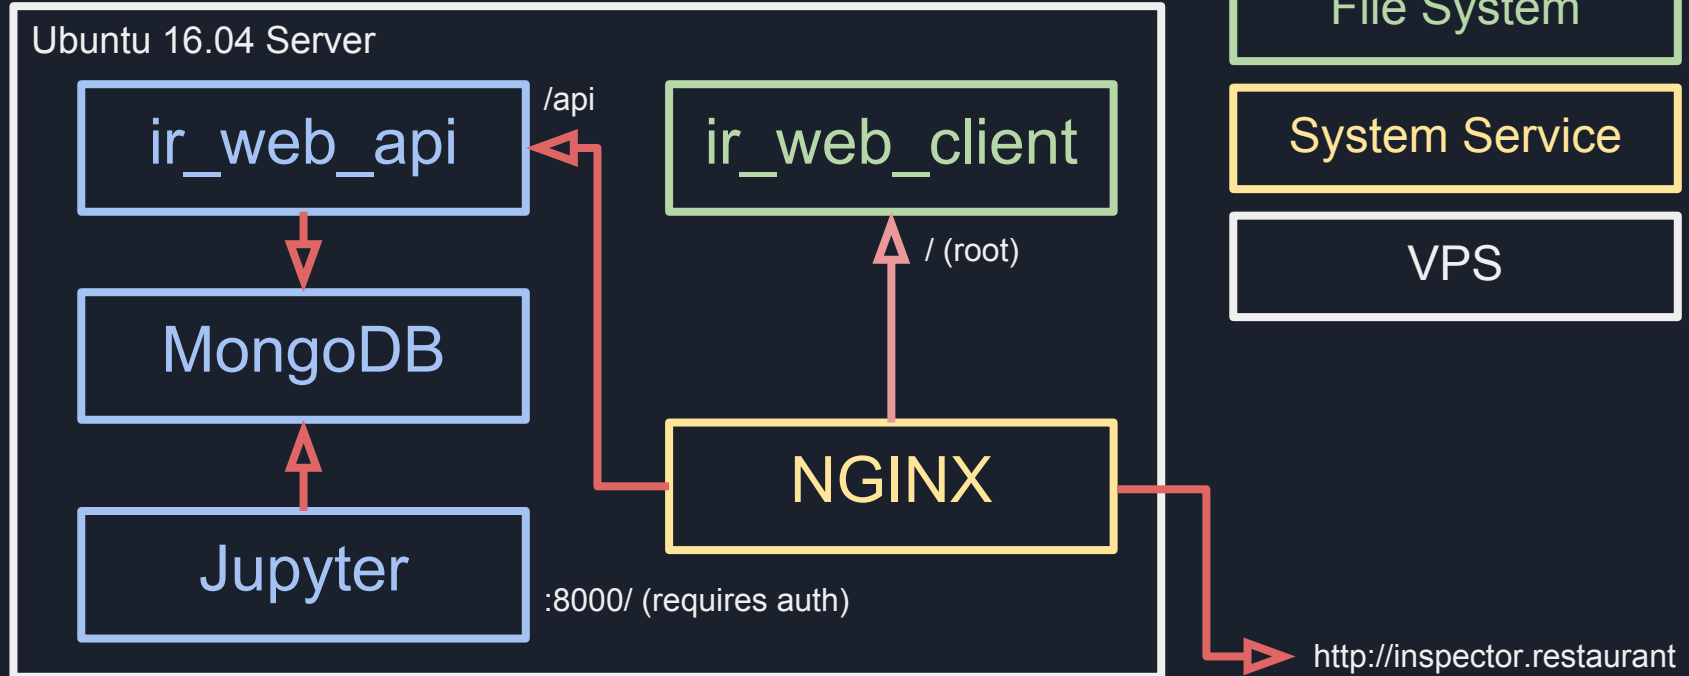 File System
Ubuntu 16.04 Server
ir_web_api
/api
ir_web_client
System Service
/ (root)
VPS
MongoDB
NGINX
Jupyter
:8000/ (requires auth)
http://inspector.restaurant